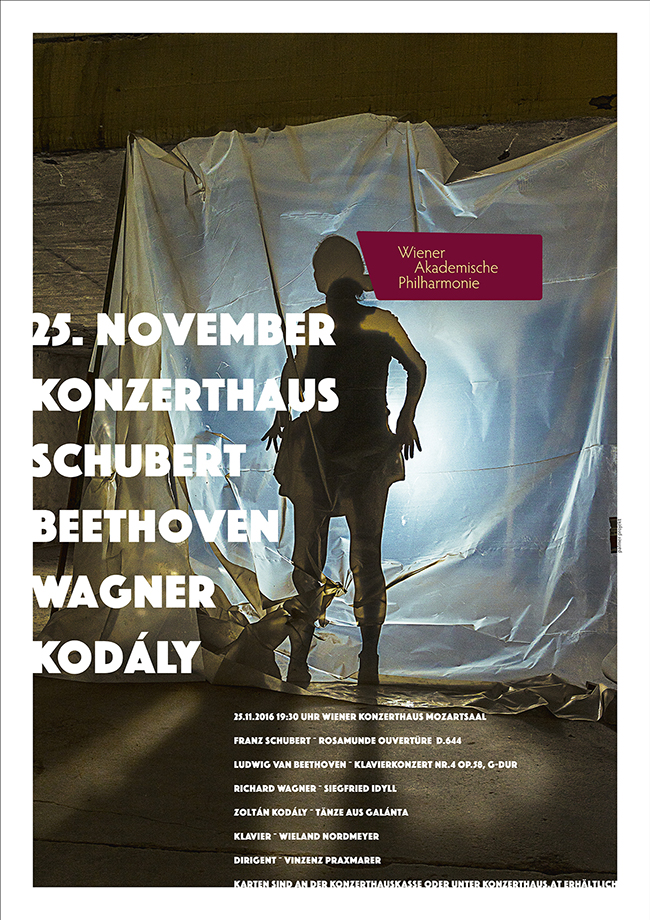 Wiener
Akademische
Philharmonie
25. NOVEMBER
KONZERTHAUS
SCHUBERT
BEETHOVEN
WAGNER
KODÁLY
25.11.2016 19:30 UHR WIENER KONZERTHAUS MOZARTSAAL
FRANZ SCHUBERT ~ ROSAMUNDE OUVERTÜRE D.644
LUDWIG VAN BEETHOVEN ~ KLAVIERKONZERT NR.4 OP.58, G-DUR
RICHARD WAGNER ~ SIEGFRIED IDYLL
ZOLTÁN KODÁLY ~ TÄNZE AUS GALÁNTA
KLAVIER ~ WIELAND NORDMEYER
DIRIGENT ~ VINZENZ PRAXMARER
KARTEN SIND AN DER KONZERTHAUSKASSE ODER UNTER KONZERTHAUS.AT ERHÄLTLICH